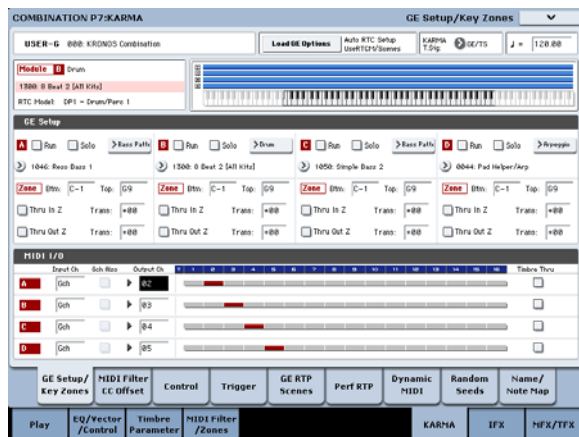 COMBINATION P7:KARMA GE Setup/Key Zones
USER-G 000: KRONOS Combination Load GE Options Auto RTC Setup UseRTCM/Scenes KARMA T.Sig: GE/TS ♩= 120.00
Module B Drum
1300: 8 Beat 2 [All Kits]
RTC Model: DP1 - Drum/Perc 1
GE Setup
A Run Solo >Bass Path B Run Solo >Drum C Run Solo >Bass Path D Run Solo >Arpeggio
1046: Reso Bass 1 1300: 8 Beat 2 [All Kits] 1050: Simple Bass 2 0044: Pad Helper/Arp
Zone Btm: C-1 Top: G9 Zone Btm: C-1 Top: G9 Zone Btm: C-1 Top: G9 Zone Btm: C-1 Top: G9
Thru In Z Trans: +00 Thru In Z Trans: +00 Thru In Z Trans: +00 Thru In Z Trans: +00
Thru Out Z Trans: +00 Thru Out Z Trans: +00 Thru Out Z Trans: +00 Thru Out Z Trans: +00
MIDI I/O
Input Ch Output Ch T 1 2 3 4 5 6 7 8 9 10 11 12 13 14 15 16 Timbre Thru
A Gch 02
B Gch 03
C Gch 04
D Gch 05
GE Setup/ Key Zones MIDI Filter CC Offset Control Trigger GE RTP Scenes Perf RTP Dynamic MIDI Random Seeds Name/ Note Map
Play EQ/Vector /Control Timbre Parameter MIDI Filter /Zones KARMA IFX MFX/TFX